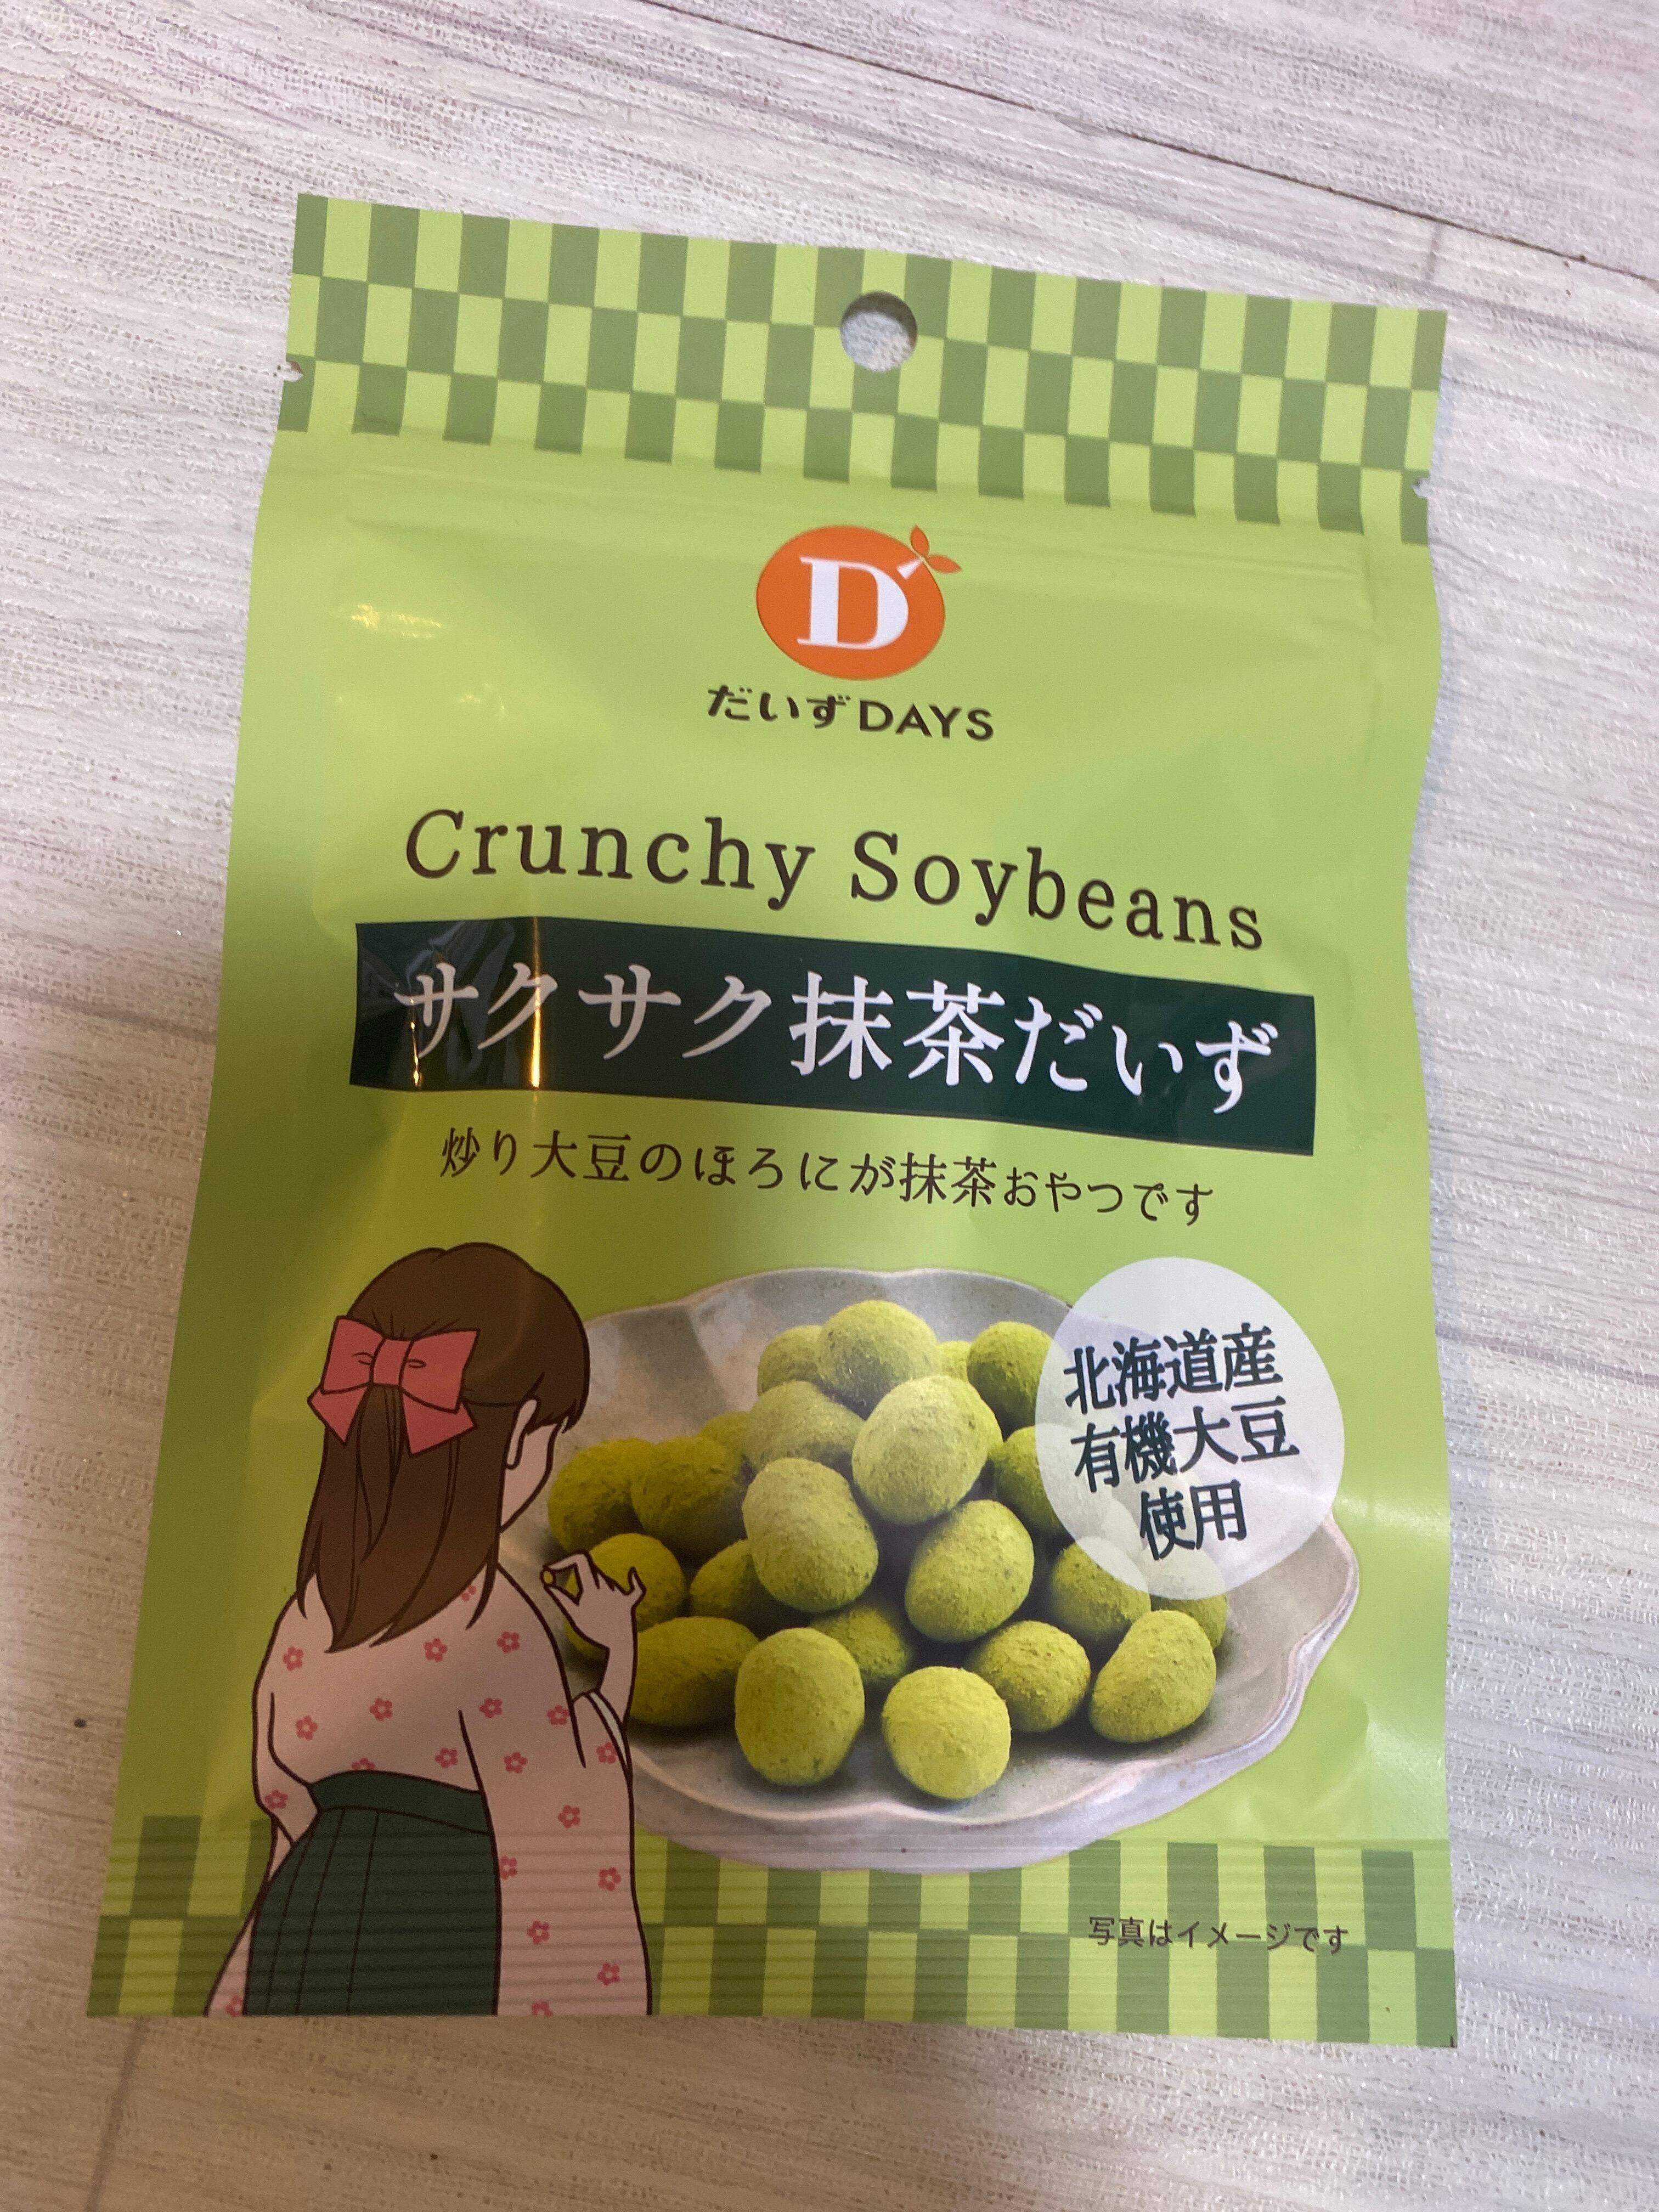 D
だいずDAYS
Crunchy Soybeans
サクサク抹茶だいず
炒り大豆のほろにが抹茶おやつです
北海道産
有機大豆
使用
写真はイメージです